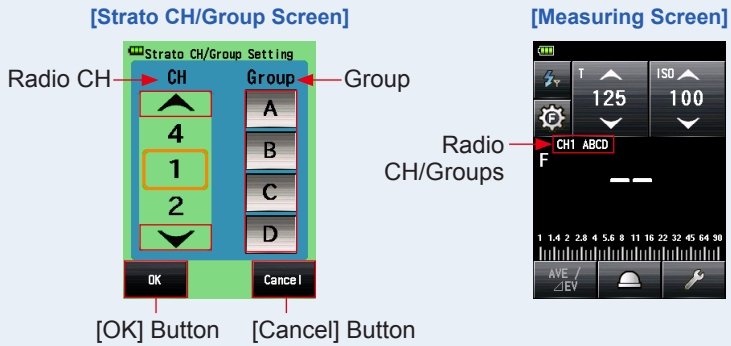 [Strato CH/Group Screen]
Strato CH/Group Setting
Radio CH
CH
Group
Group
4
1
2
A
B
C
D
OK
Cancel
[OK] Button
[Cancel] Button
[Measuring Screen]
T
125
ISO
100
F
Radio
CH/Groups
CH1 ABCD
F
1 1.4 2 2.8 4 5.6 8 11 16 22 32 45 64 90
AVE /
⊿EV